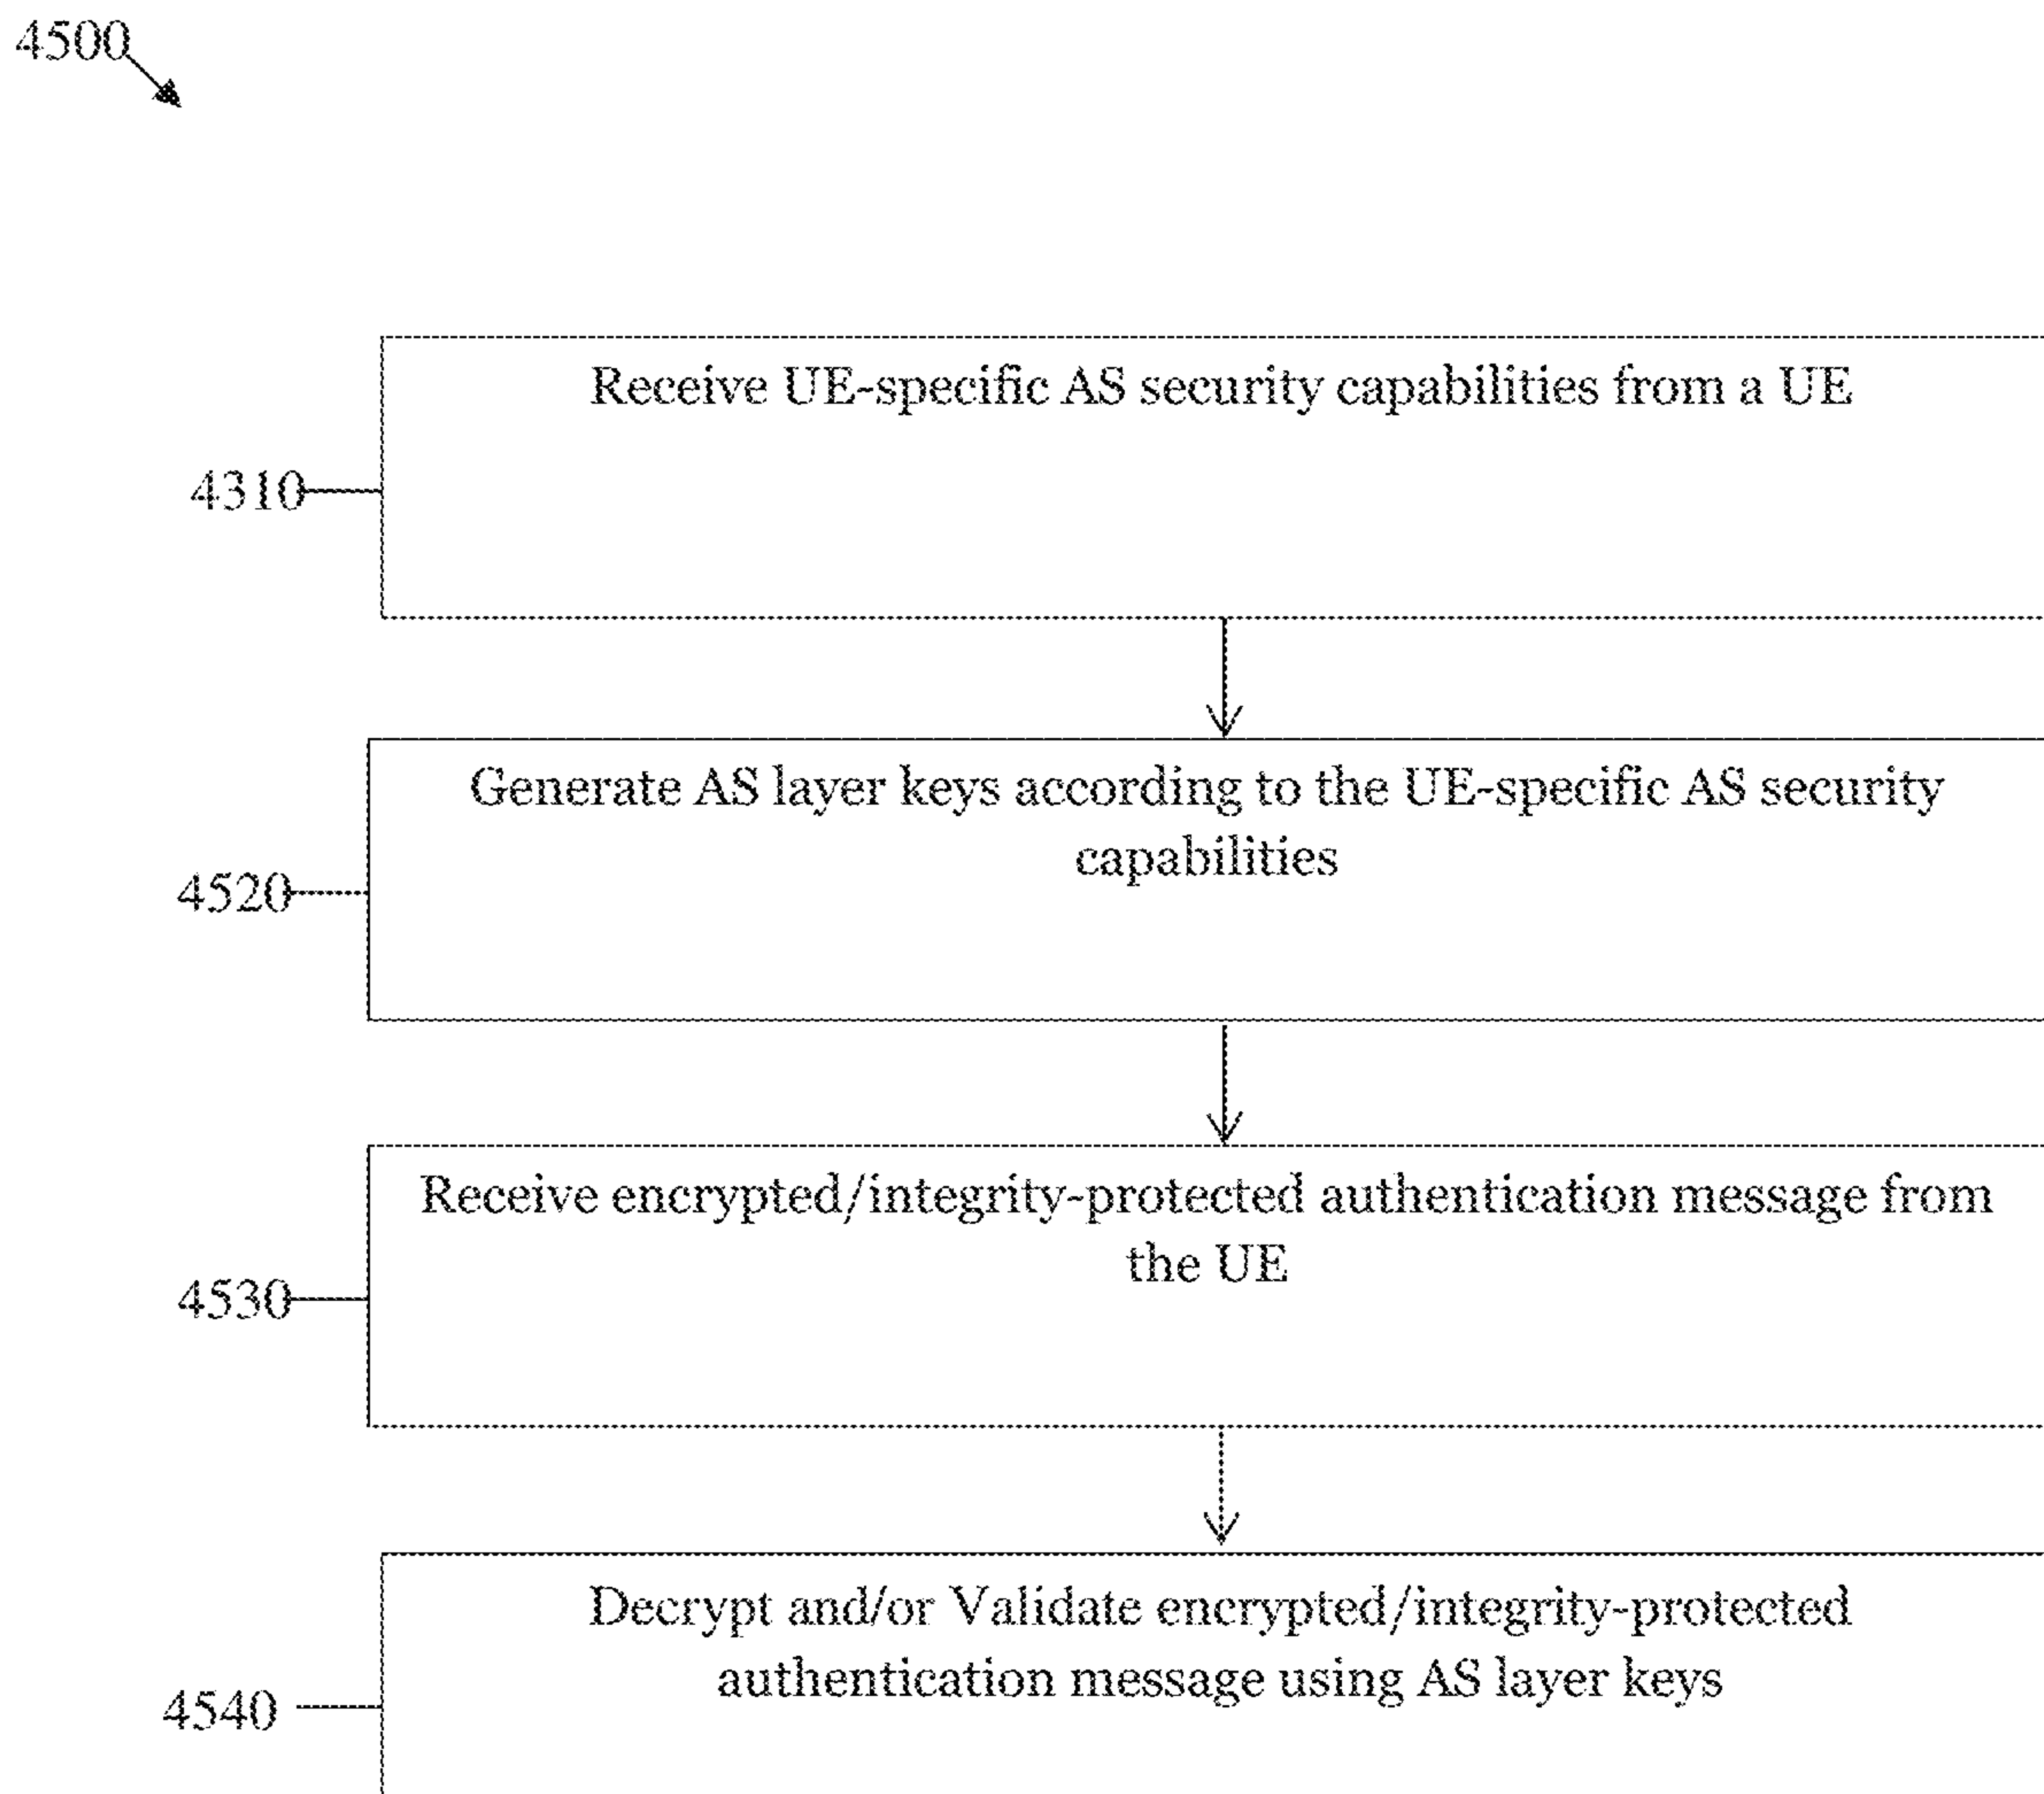 4500
Receive UE-specific AS security capabilities from a UE
4310
Generate AS layer keys according to the UE-specific AS security
capabilities
4520
Receive encrypted/integrity-protected authentication message from
the UE
4530
Decrypt and/or Validate encrypted/integrity-protected
authentication message using AS layer keys
4540